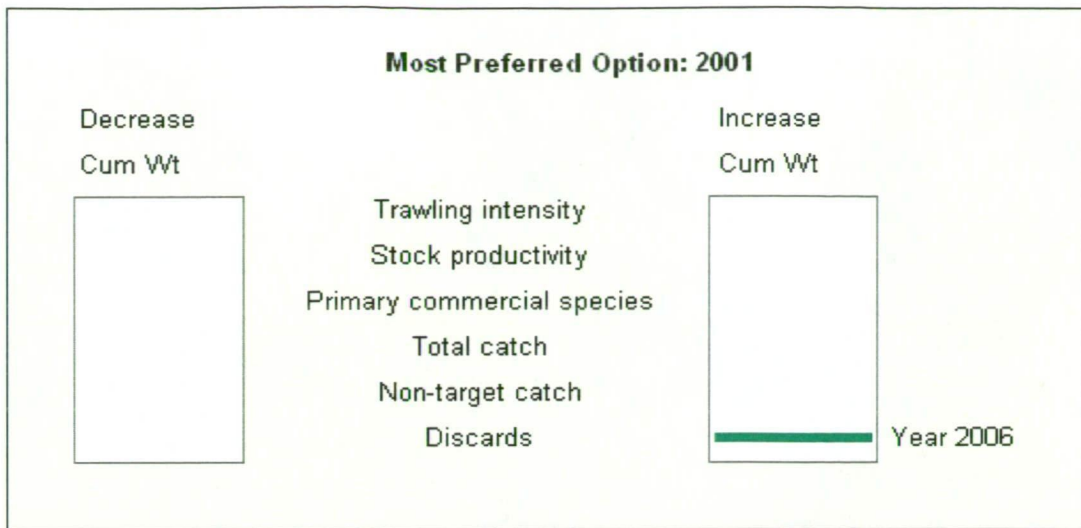 Most Preferred Option: 2001
Decrease
Cum Wt
Increase
Cum Wt
Trawling intensity
Stock productivity
Primary commercial species
Total catch
Non-target catch
Discards
Year 2006